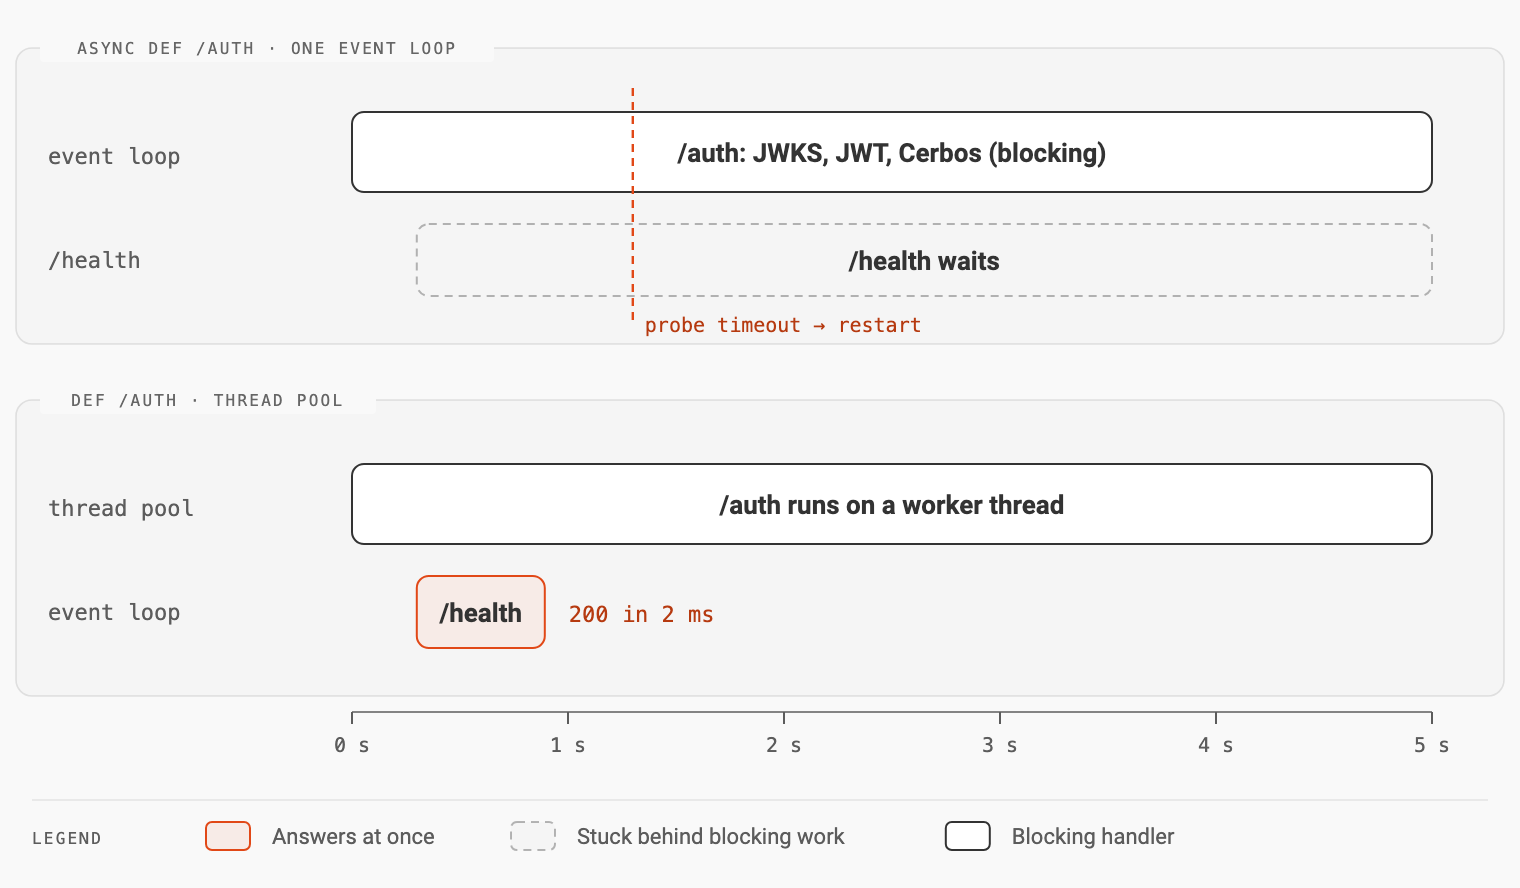 ASYNC DEF /AUTH · ONE EVENT LOOP
event loop
/auth: JWKS, JWT, Cerbos (blocking)
/health
/health waits
probe timeout → restart
DEF /AUTH · THREAD POOL
thread pool
/auth runs on a worker thread
event loop
/health
200 in 2 ms
0 s
1 s
2 s
3 s
4 s
5 s
LEGEND
Answers at once
Stuck behind blocking work
Blocking handler